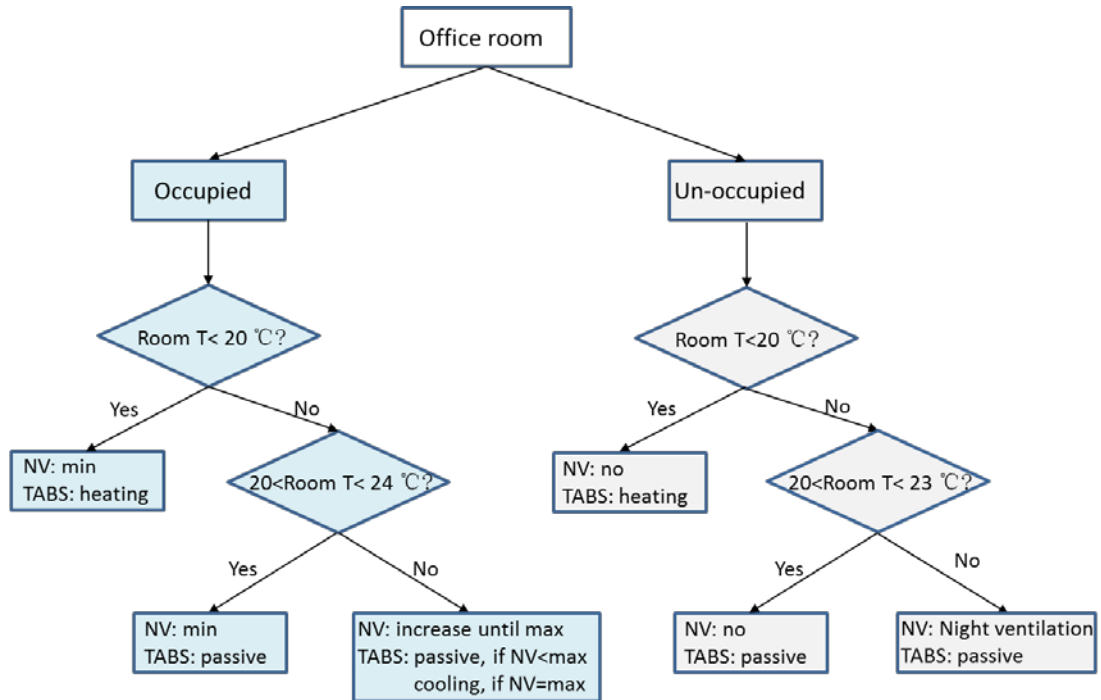 Office room
Occupied
Un-occupied
Room T< 20 ℃?
Room T<20 ℃?
Yes
No
Yes
No
NV: min
TABS: heating
20<Room T< 24 ℃?
NV: no
TABS: heating
20<Room T< 23 ℃?
Yes
No
Yes
No
NV: min
TABS: passive
NV: increase until max
TABS: passive, if NV<max
cooling, if NV=max
NV: no
TABS: passive
NV: Night ventilation
TABS: passive